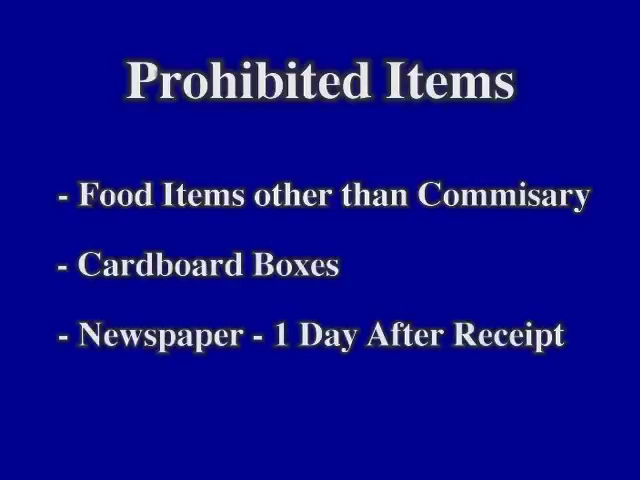 Prohibited Items
- Food Items other than Commisary
- Cardboard Boxes
- Newspaper - 1 Day After Receipt